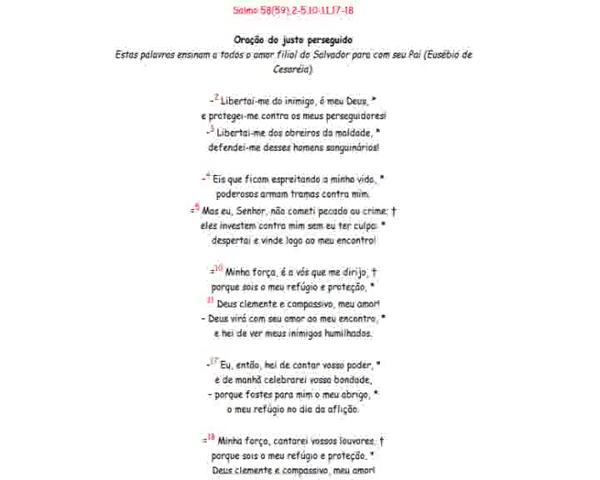 Salmo 58(59),2-5.10-11.17-18
Oração do justo perseguido
Estas palavras ensinam a todos o amor filial do Salvador para com seu Pai (Eusébio de
Cesaréia).
-2 Libertai-me do inimigo, ó meu Deus, *
e protegei-me contra os meus perseguidores!
-3 Libertai-me dos obreiros da maldade, *
defendei-me desses homens sanguinários!
-4 Eis que ficam espreitando a minha vida, *
poderosos armam tramas contra mim.
=5 Mas eu, Senhor, não cometi pecado ou crime; †
eles investem contra mim sem eu ter culpa: *
despertai e vinde logo ao meu encontro!
=10 Minha força, é a vós que me dirijo, †
porque sois o meu refúgio e proteção, *
11 Deus clemente e compassivo, meu amor!
- Deus virá com seu amor ao meu encontro, *
e hei de ver meus inimigos humilhados.
-17 Eu, então, hei de cantar vosso poder, *
e de manhã celebrarei vossa bondade,
- porque fostes para mim o meu abrigo, *
o meu refúgio no dia da aflição.
=18 Minha força, cantarei vossos louvores, †
porque sois o meu refúgio e proteção, *
Deus clemente e compassivo, meu amor!